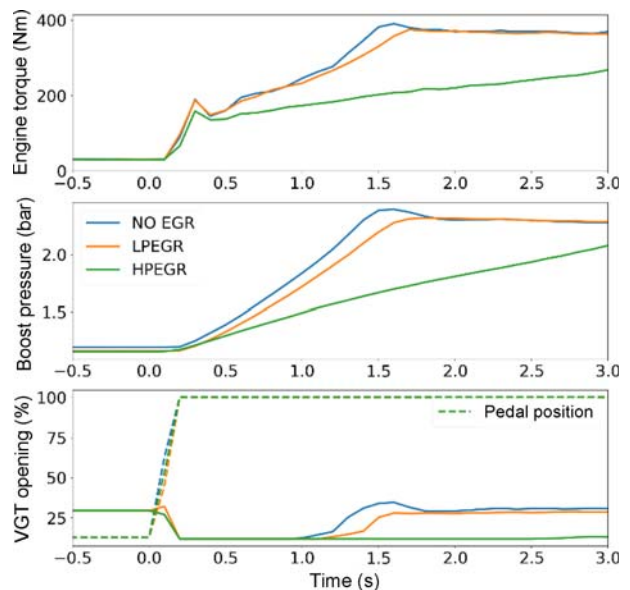 Engine torque (Nm)
400
200
0
−0.5 0.0 0.5 1.0 1.5 2.0 2.5 3.0
Boost pressure (bar)
2.0
1.5
NO EGR
LPEGR
HPEGR
−0.5 0.0 0.5 1.0 1.5 2.0 2.5 3.0
VGT opening (%)
100
75
50
25
Pedal position
−0.5 0.0 0.5 1.0 1.5 2.0 2.5 3.0
Time (s)